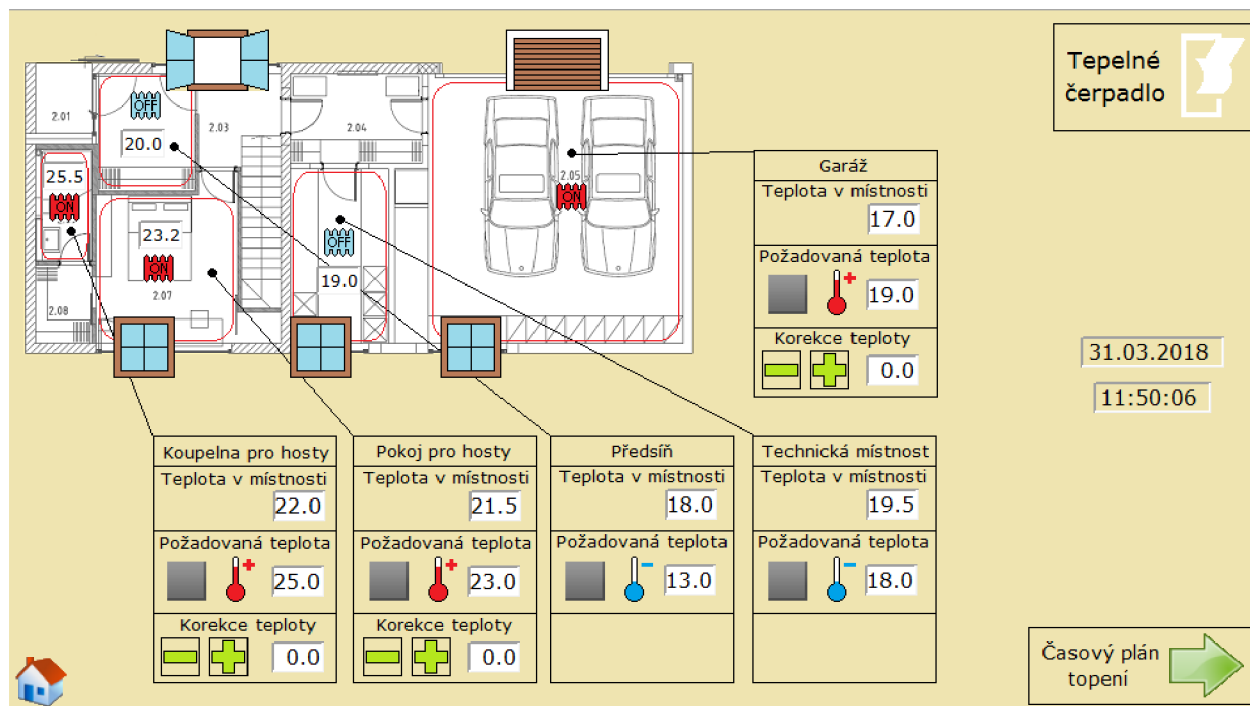 Tepelné
čerpadlo
2.01
OFF
20.0
2.03
2.04
25.5
ON
23.2
ON
2.07
2.08
OFF
19.0
2.05
ON
Garáž
Teplota v místnosti
17.0
Požadovaná teplota
19.0
Korekce teploty
0.0
31.03.2018
11:50:06
Koupelna pro hosty
Teplota v místnosti
22.0
Požadovaná teplota
25.0
Korekce teploty
0.0
Pokoj pro hosty
Teplota v místnosti
21.5
Požadovaná teplota
23.0
Korekce teploty
0.0
Předsíň
Teplota v místnosti
18.0
Požadovaná teplota
13.0
Technická místnost
Teplota v místnosti
19.5
Požadovaná teplota
18.0
Časový plán
topení